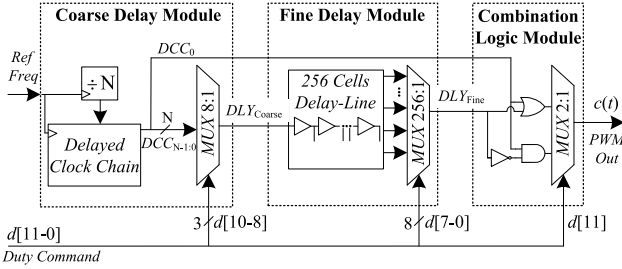 Coarse Delay Module
Fine Delay Module
Combination
Logic Module
Ref
Freq
÷ N
DCC0
N
DCCN-1:0
Delayed
Clock Chain
MUX 8:1
DLYCoarse
256 Cells
Delay-Line
MUX 256:1
DLYFine
MUX 2:1
c(t)
PWM
Out
3
d[10-8]
8
d[7-0]
d[11]
d[11-0]
Duty Command